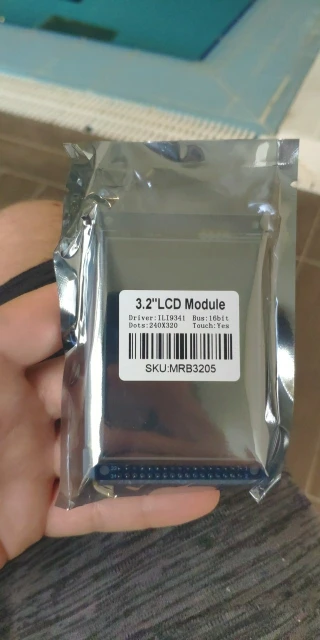 3.2"LCD Module
Driver:ILI9341 Bus:16bit
Dots:240X320 Touch:Yes
SKU:MRB3205